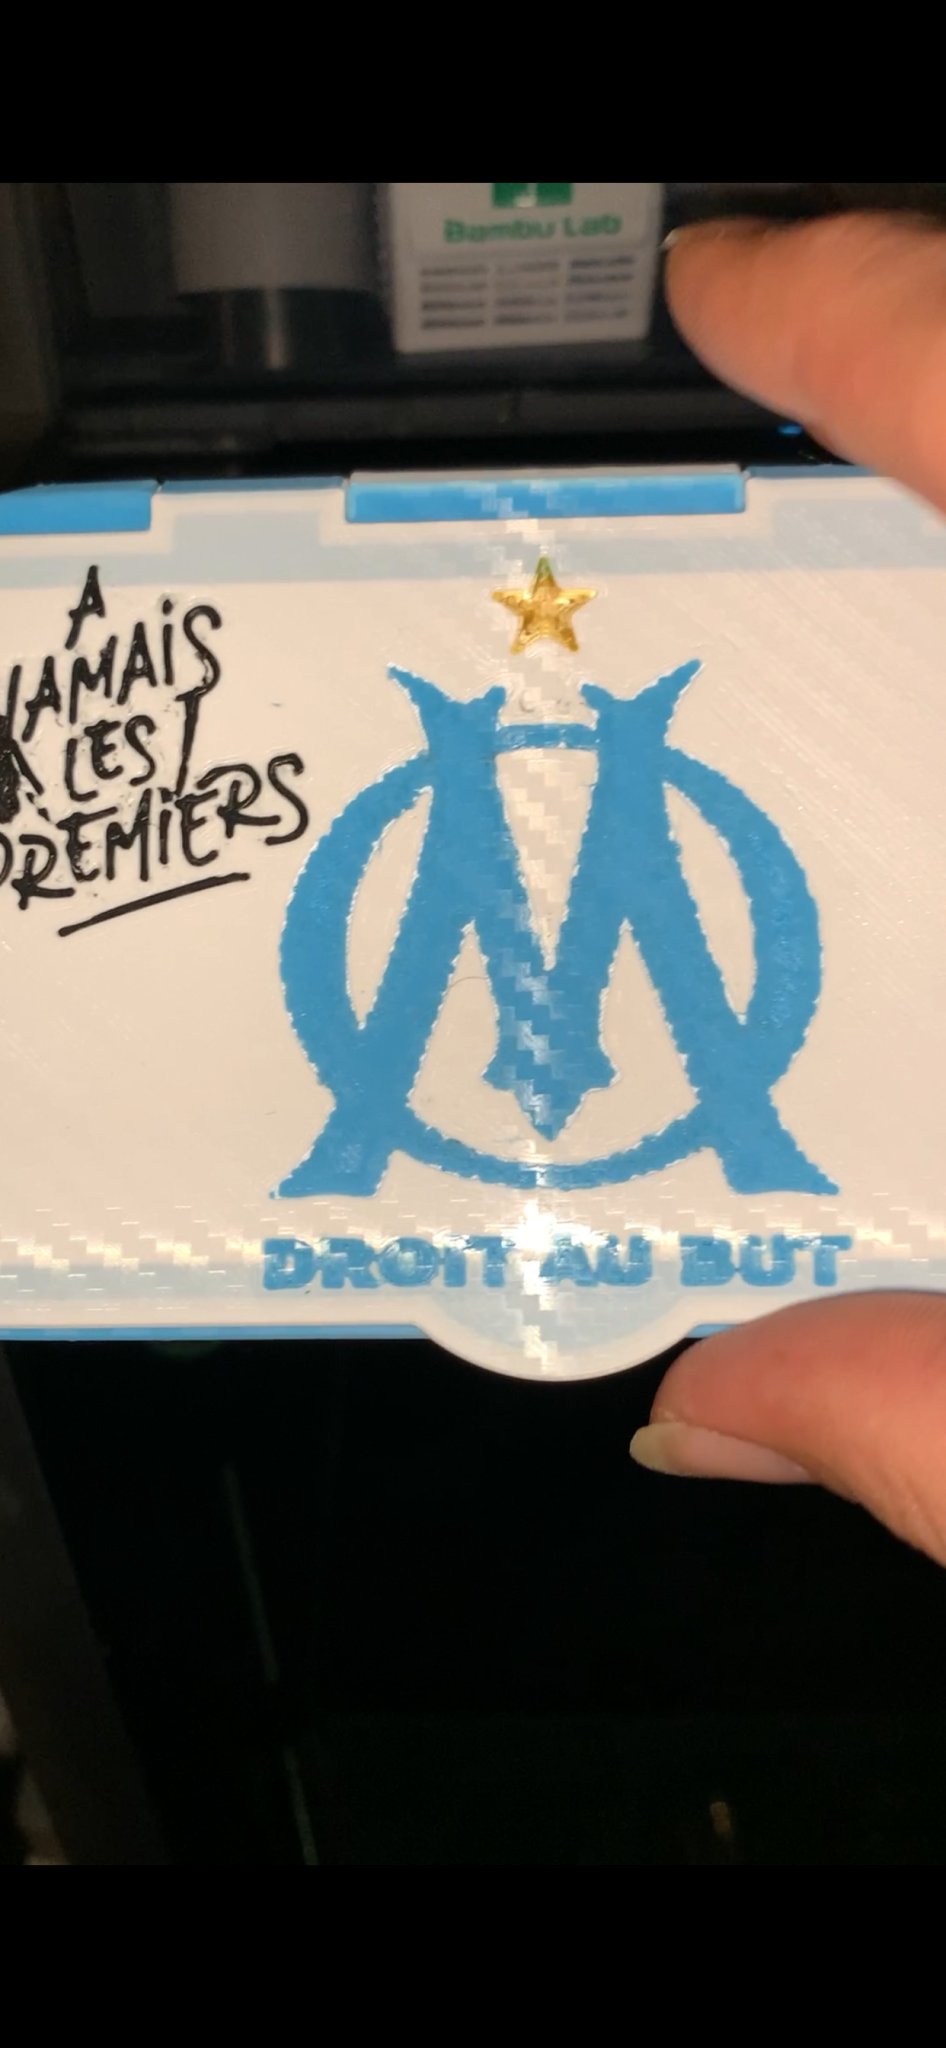 Bambu Lab
A
JAMAiS
LES
PREMiERS
DROIT AU BUT